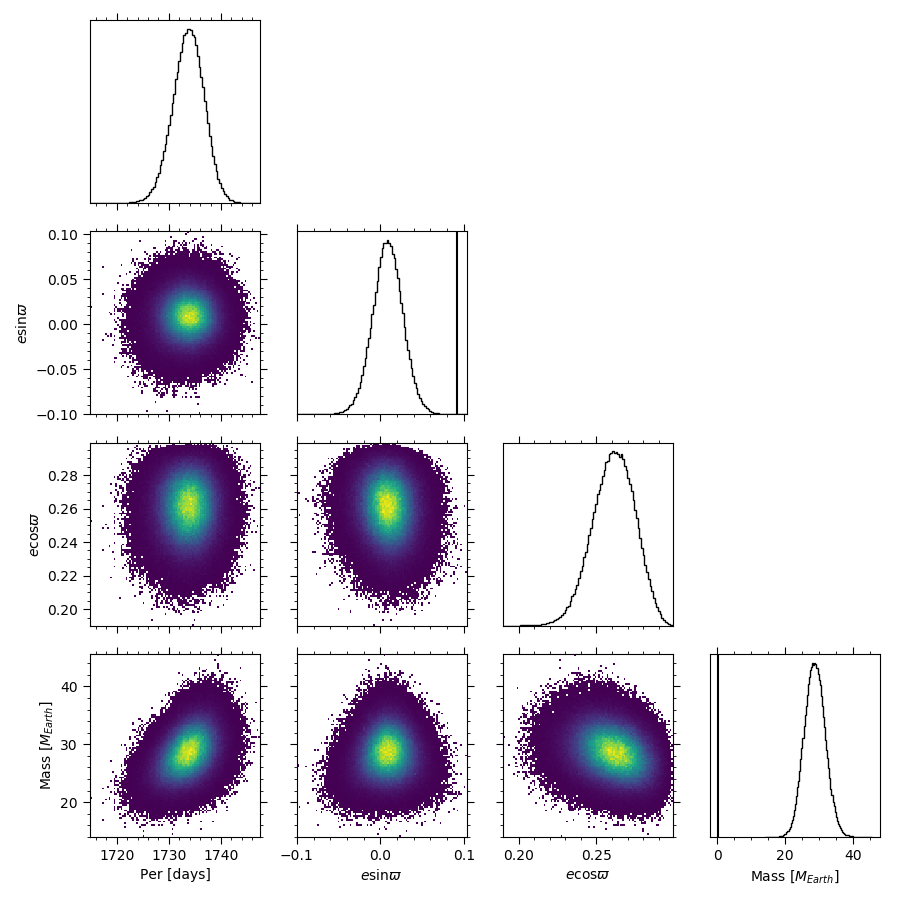 0.10
0.05
0.00
−0.05
−0.10
esinϖ
0.28
0.26
0.24
0.22
0.20
ecosϖ
40
30
20
Mass [M_Earth]
1720 1730 1740
Per [days]
−0.1 0.0 0.1
esinϖ
0.20 0.25
ecosϖ
0 20 40
Mass [M_Earth]